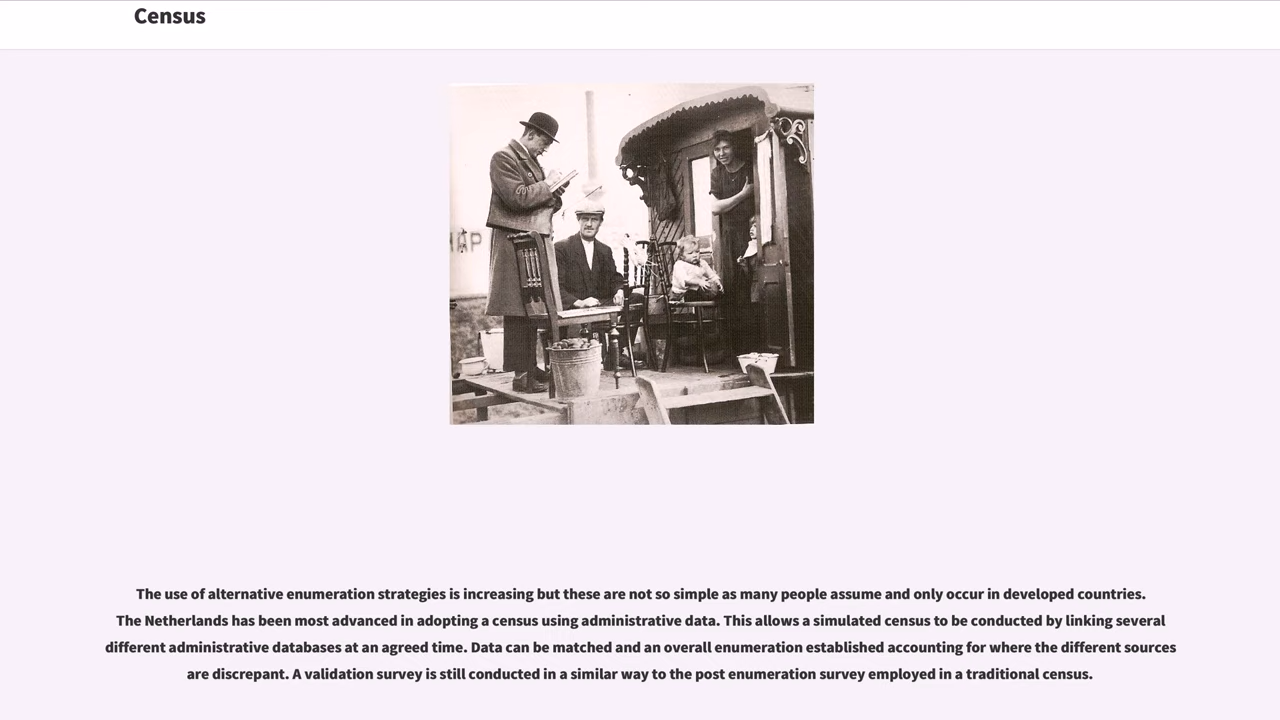 Census
The use of alternative enumeration strategies is increasing but these are not so simple as many people assume and only occur in developed countries.
The Netherlands has been most advanced in adopting a census using administrative data. This allows a simulated census to be conducted by linking several
different administrative databases at an agreed time. Data can be matched and an overall enumeration established accounting for where the different sources
are discrepant. A validation survey is still conducted in a similar way to the post enumeration survey employed in a traditional census.